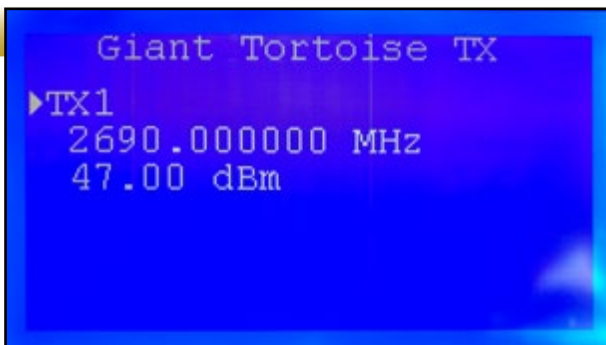 Giant Tortoise TX
▶TX1
2690.000000 MHz
47.00 dBm